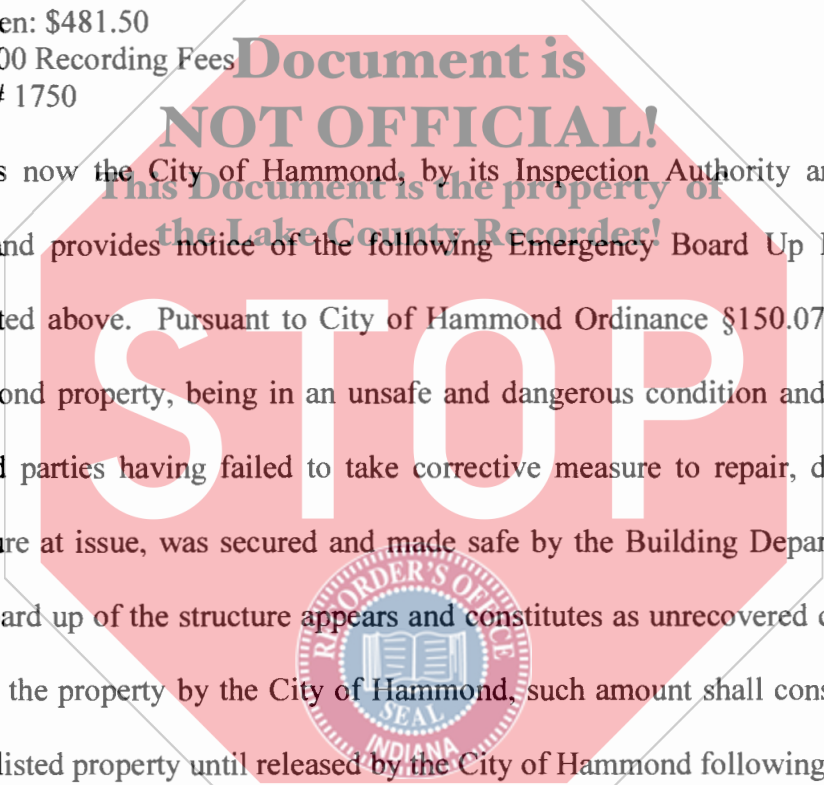 en: $481.50
00 Recording Fees
# 1750
Document is
NOT OFFICIAL!
This Document is the property of
the Lake County Recorder!
s now the City of Hammond, by its Inspection Authority a
nd provides notice of the following Emergency Board Up
ted above. Pursuant to City of Hammond Ordinance §150.07
ond property, being in an unsafe and dangerous condition and
d parties having failed to take corrective measure to repair, d
re at issue, was secured and made safe by the Building Depar
ard up of the structure appears and constitutes as unrecovered
the property by the City of Hammond, such amount shall cons
listed property until released by the City of Hammond following
STOP
RECORDER'S OFFICE
SEAL
INDIANA